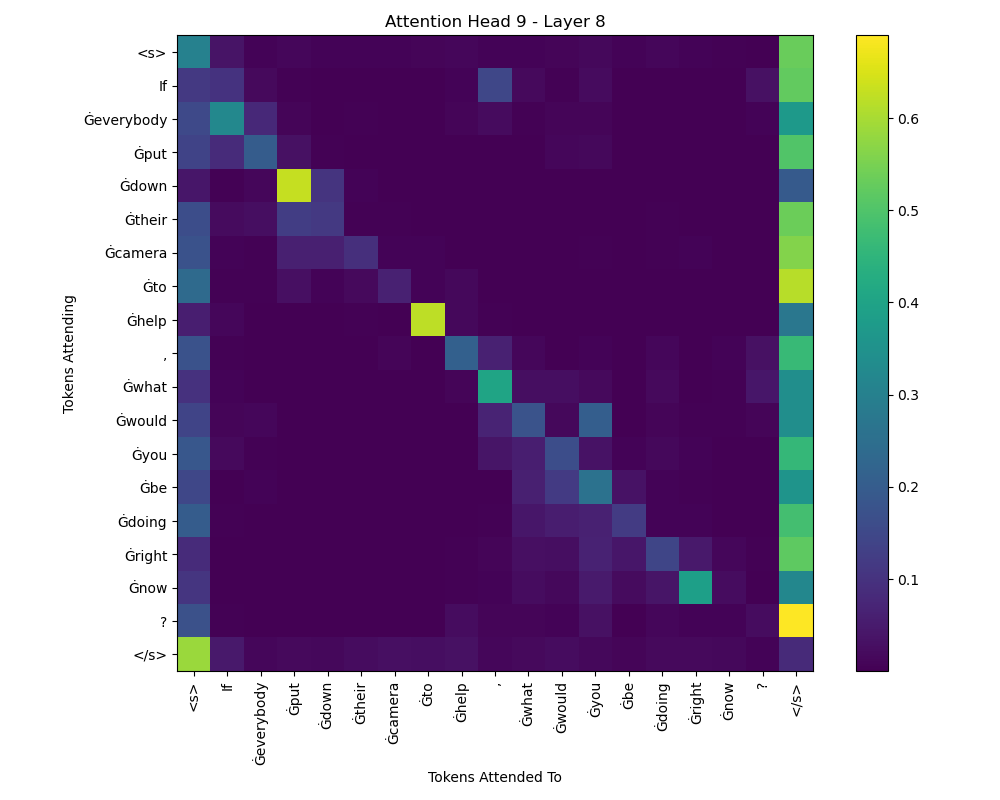 Attention Head 9 - Layer 8
Tokens Attending
<s>
If
Ġeverybody
Ġput
Ġdown
Ġtheir
Ġcamera
Ġto
Ġhelp
,
Ġwhat
Ġwould
Ġyou
Ġbe
Ġdoing
Ġright
Ġnow
?
</s>
<s>
If
Ġeverybody
Ġput
Ġdown
Ġtheir
Ġcamera
Ġto
Ġhelp
,
Ġwhat
Ġwould
Ġyou
Ġbe
Ġdoing
Ġright
Ġnow
?
</s>
Tokens Attended To
0.6
0.5
0.4
0.3
0.2
0.1